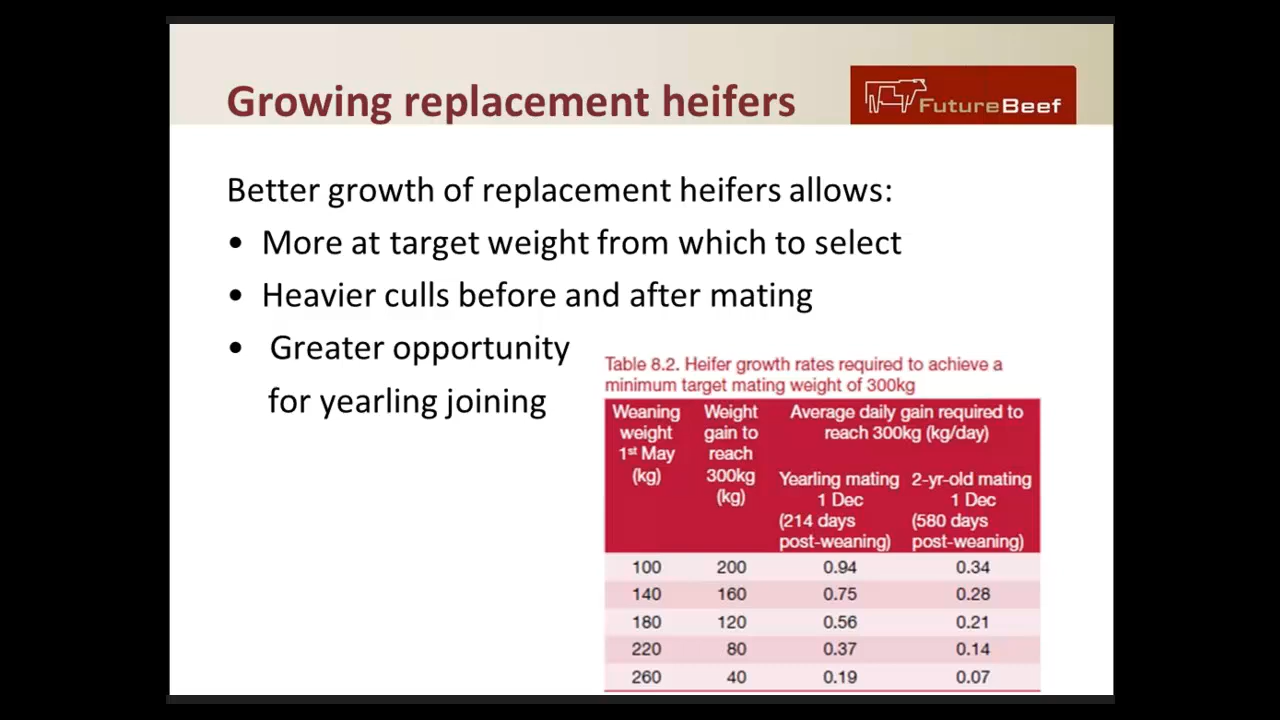 Growing replacement heifers
FutureBeef
Better growth of replacement heifers allows:
• More at target weight from which to select
• Heavier culls before and after mating
• Greater opportunity
for yearling joining
Table 8.2. Heifer growth rates required to achieve a
minimum target mating weight of 300kg
Weaning weight 1st May (kg)
Weight gain to reach 300kg (kg)
Average daily gain required to reach 300kg (kg/day)
Yearling mating 1 Dec (214 days post-weaning)
2-yr-old mating 1 Dec (580 days post-weaning)
100 200 0.94 0.34
140 160 0.75 0.28
180 120 0.56 0.21
220 80 0.37 0.14
260 40 0.19 0.07